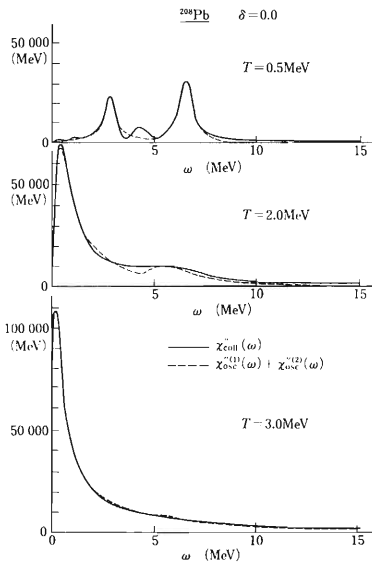 ²⁰⁸Pb δ=0.0
50 000
(MeV)
T=0.5MeV
0
0 5 10 15
ω (MeV)
50 000
(MeV)
T=2.0MeV
0
0 5 10 15
ω (MeV)
100 000
(MeV)
χ″coll(ω)
χ″⁽¹⁾osc(ω) + χ″⁽²⁾osc(ω)
50 000
T=3.0MeV
0
0 5 10 15
ω (MeV)